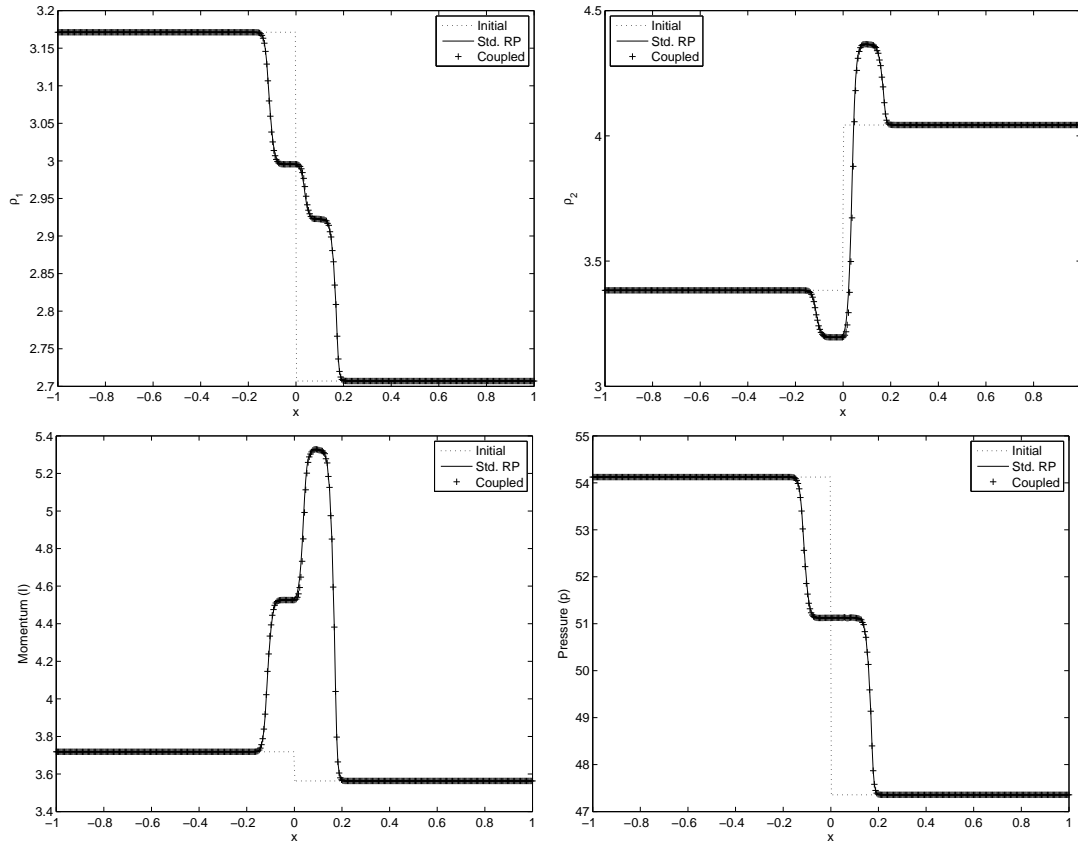 3.2
3.15
3.1
3.05
3
2.95
2.9
2.85
2.8
2.75
2.7
ρ1
−1 −0.8 −0.6 −0.4 −0.2 0 0.2 0.4 0.6 0.8 1
x
Initial
Std. RP
Coupled
4.5
4
3.5
3
ρ2
−1 −0.8 −0.6 −0.4 −0.2 0 0.2 0.4 0.6 0.8
x
Initial
Std. RP
Coupled
5.4
5.2
5
4.8
4.6
4.4
4.2
4
3.8
3.6
3.4
Momentum (I)
−1 −0.8 −0.6 −0.4 −0.2 0 0.2 0.4 0.6 0.8 1
x
Initial
Std. RP
Coupled
55
54
53
52
51
50
49
48
47
Pressure (p)
−1 −0.8 −0.6 −0.4 −0.2 0 0.2 0.4 0.6 0.8 1
x
Initial
Std. RP
Coupled